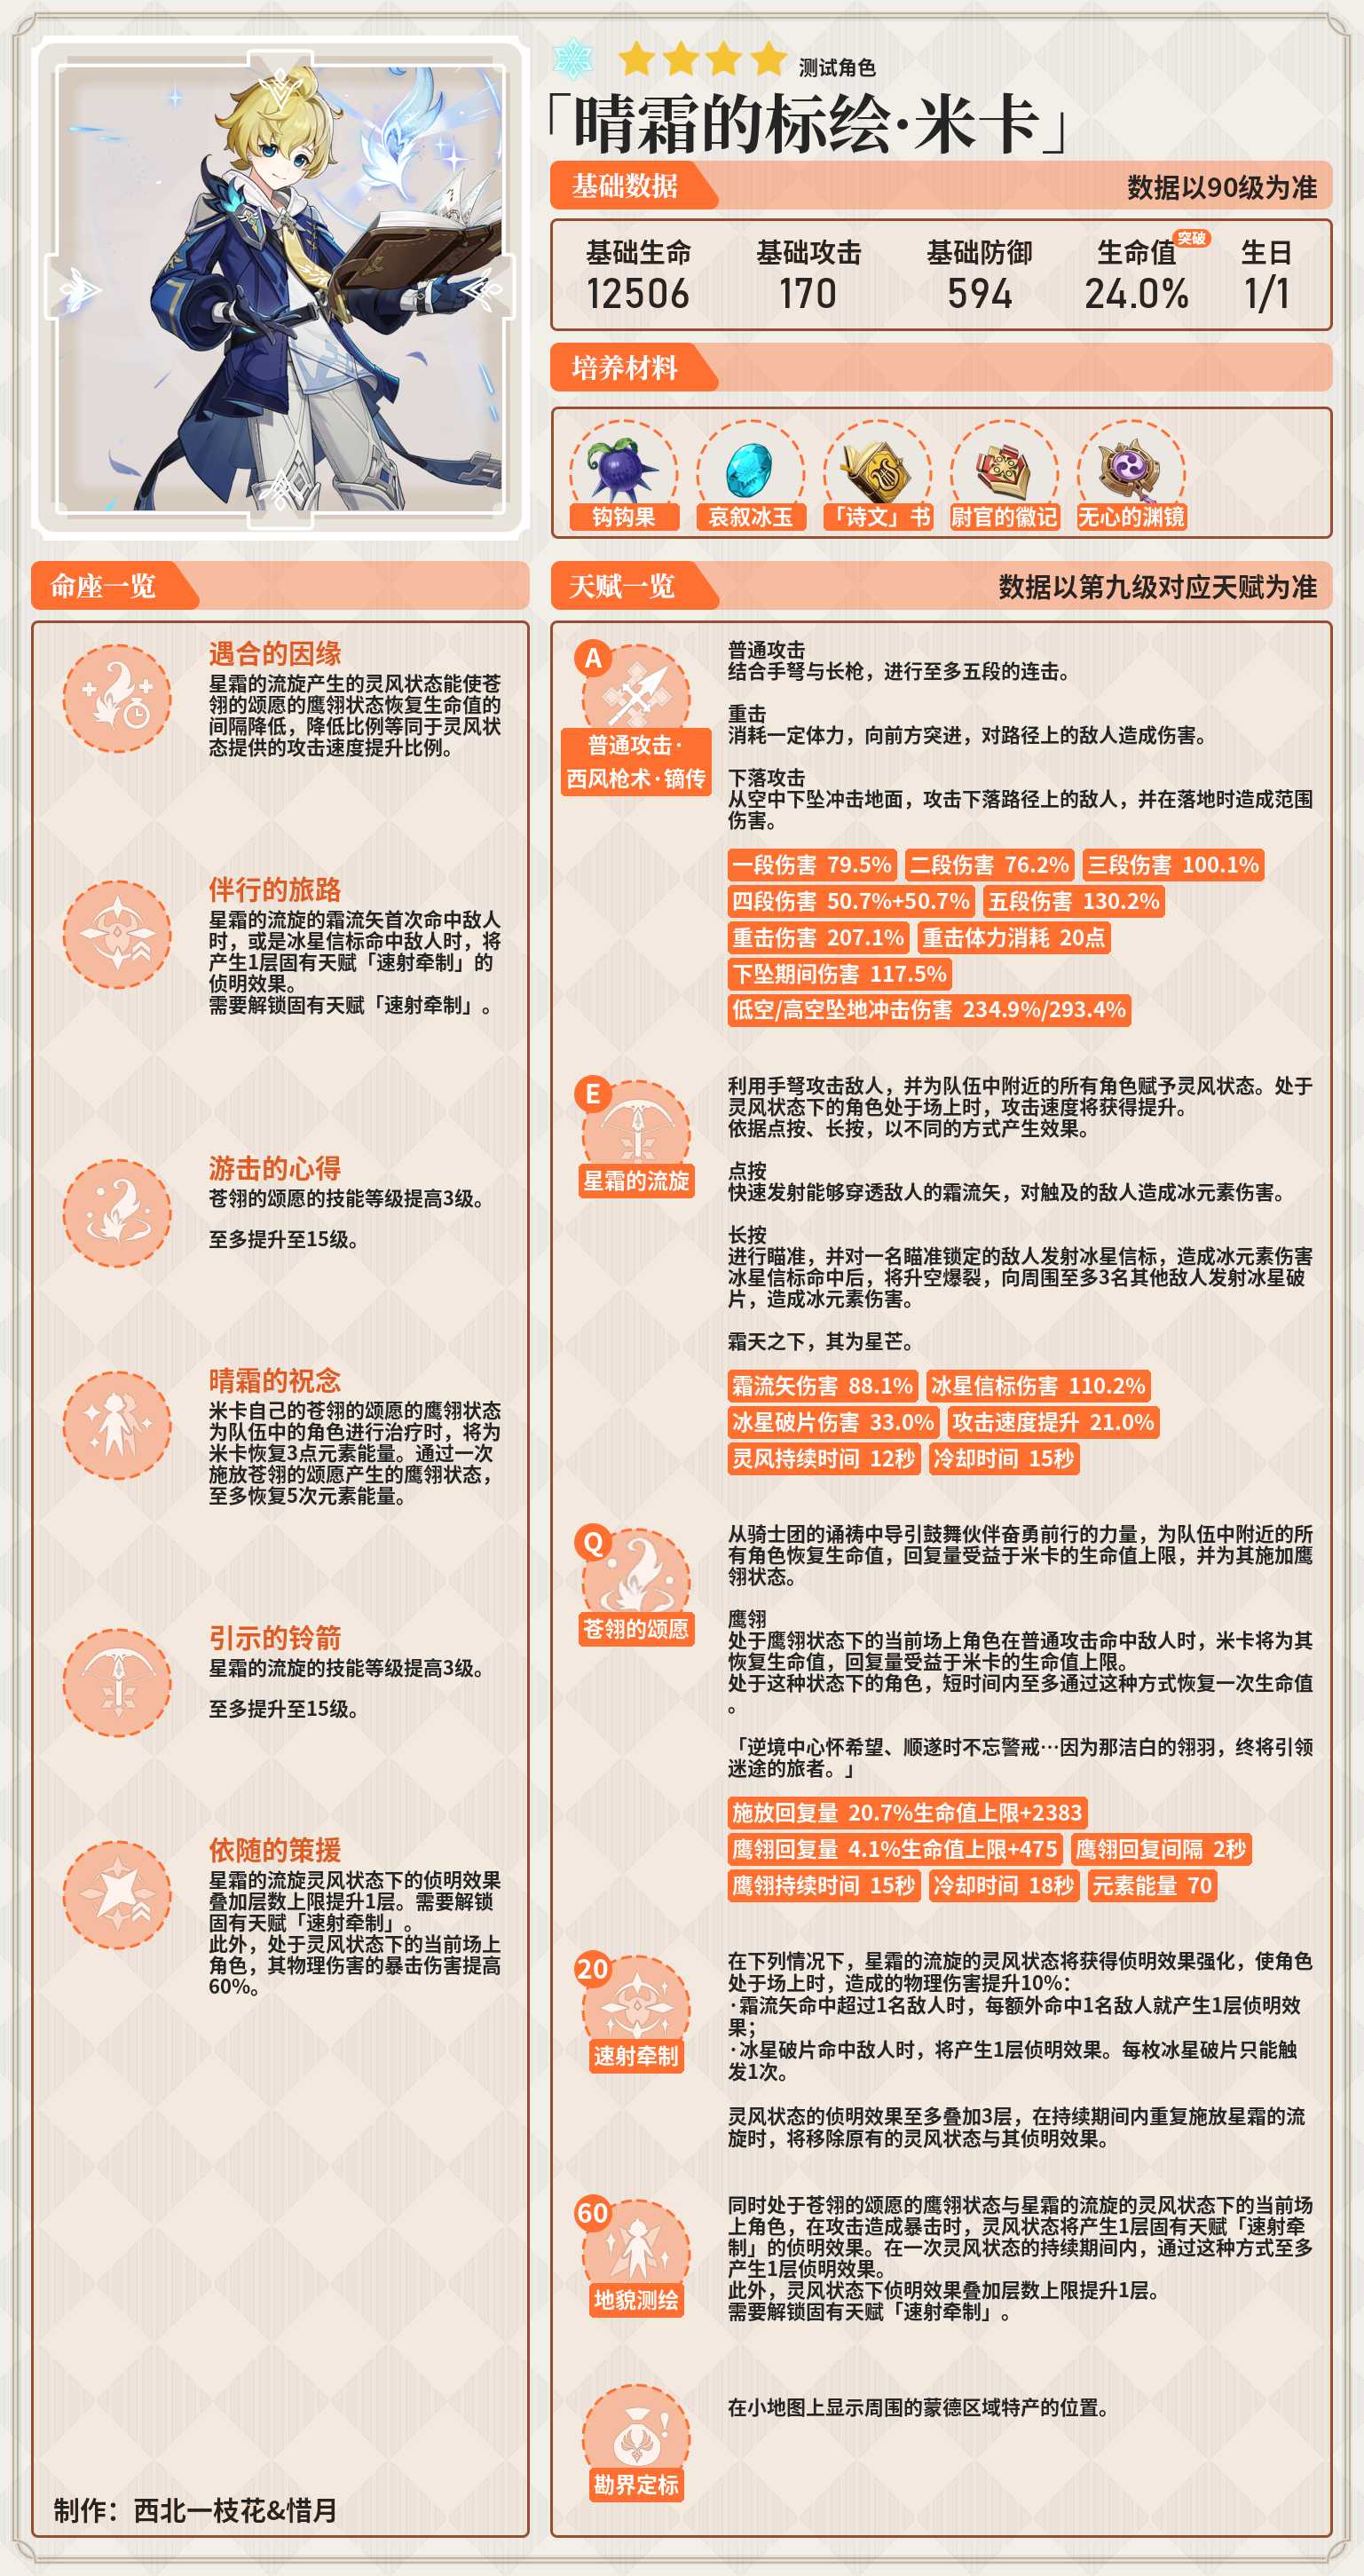 测试角色
「晴霜的标绘·米卡」
基础数据
数据以90级为准
基础生命 基础攻击 基础防御 生命值 突破 生日
12506 170 594 24.0% 1/1
培养材料
钩钩果 哀叙冰玉 「诗文」书 尉官的徽记 无心的渊镜
命座一览
遇合的因缘
星霜的流旋产生的灵风状态能使苍
翎的颂愿的鹰翎状态恢复生命值的
间隔降低，降低比例等同于灵风状
态提供的攻击速度提升比例。
伴行的旅路
星霜的流旋的霜流矢首次命中敌人
时，或是冰星信标命中敌人时，将
产生1层固有天赋「速射牵制」的
侦明效果。
需要解锁固有天赋「速射牵制」。
游击的心得
苍翎的颂愿的技能等级提高3级。
至多提升至15级。
晴霜的祝念
米卡自己的苍翎的颂愿的鹰翎状态
为队伍中的角色进行治疗时，将为
米卡恢复3点元素能量。通过一次
施放苍翎的颂愿产生的鹰翎状态，
至多恢复5次元素能量。
引示的铃箭
星霜的流旋的技能等级提高3级。
至多提升至15级。
依随的策援
星霜的流旋灵风状态下的侦明效果
叠加层数上限提升1层。需要解锁
固有天赋「速射牵制」。
此外，处于灵风状态下的当前场上
角色，其物理伤害的暴击伤害提高
60%。
制作：西北一枝花&惜月
天赋一览
数据以第九级对应天赋为准
A
普通攻击·
西风枪术·镝传
普通攻击
结合手弩与长枪，进行至多五段的连击。
重击
消耗一定体力，向前方突进，对路径上的敌人造成伤害。
下落攻击
从空中下坠冲击地面，攻击下落路径上的敌人，并在落地时造成范围
伤害。
一段伤害 79.5% 二段伤害 76.2% 三段伤害 100.1%
四段伤害 50.7%+50.7% 五段伤害 130.2%
重击伤害 207.1% 重击体力消耗 20点
下坠期间伤害 117.5%
低空/高空坠地冲击伤害 234.9%/293.4%
E
星霜的流旋
利用手弩攻击敌人，并为队伍中附近的所有角色赋予灵风状态。处于
灵风状态下的角色处于场上时，攻击速度将获得提升。
依据点按、长按，以不同的方式产生效果。
点按
快速发射能够穿透敌人的霜流矢，对触及的敌人造成冰元素伤害。
长按
进行瞄准，并对一名瞄准锁定的敌人发射冰星信标，造成冰元素伤害
冰星信标命中后，将升空爆裂，向周围至多3名其他敌人发射冰星破
片，造成冰元素伤害。
霜天之下，其为星芒。
霜流矢伤害 88.1% 冰星信标伤害 110.2%
冰星破片伤害 33.0% 攻击速度提升 21.0%
灵风持续时间 12秒 冷却时间 15秒
Q
苍翎的颂愿
从骑士团的诵祷中导引鼓舞伙伴奋勇前行的力量，为队伍中附近的所
有角色恢复生命值，回复量受益于米卡的生命值上限，并为其施加鹰
翎状态。
鹰翎
处于鹰翎状态下的当前场上角色在普通攻击命中敌人时，米卡将为其
恢复生命值，回复量受益于米卡的生命值上限。
处于这种状态下的角色，短时间内至多通过这种方式恢复一次生命值
。
「逆境中心怀希望、顺遂时不忘警戒…因为那洁白的翎羽，终将引领
迷途的旅者。」
施放回复量 20.7%生命值上限+2383
鹰翎回复量 4.1%生命值上限+475 鹰翎回复间隔 2秒
鹰翎持续时间 15秒 冷却时间 18秒 元素能量 70
20
速射牵制
在下列情况下，星霜的流旋的灵风状态将获得侦明效果强化，使角色
处于场上时，造成的物理伤害提升10%：
·霜流矢命中超过1名敌人时，每额外命中1名敌人就产生1层侦明效
果；
·冰星破片命中敌人时，将产生1层侦明效果。每枚冰星破片只能触
发1次。
灵风状态的侦明效果至多叠加3层，在持续期间内重复施放星霜的流
旋时，将移除原有的灵风状态与其侦明效果。
60
地貌测绘
同时处于苍翎的颂愿的鹰翎状态与星霜的流旋的灵风状态下的当前场
上角色，在攻击造成暴击时，灵风状态将产生1层固有天赋「速射牵
制」的侦明效果。在一次灵风状态的持续期间内，通过这种方式至多
产生1层侦明效果。
此外，灵风状态下侦明效果叠加层数上限提升1层。
需要解锁固有天赋「速射牵制」。
勘界定标
在小地图上显示周围的蒙德区域特产的位置。